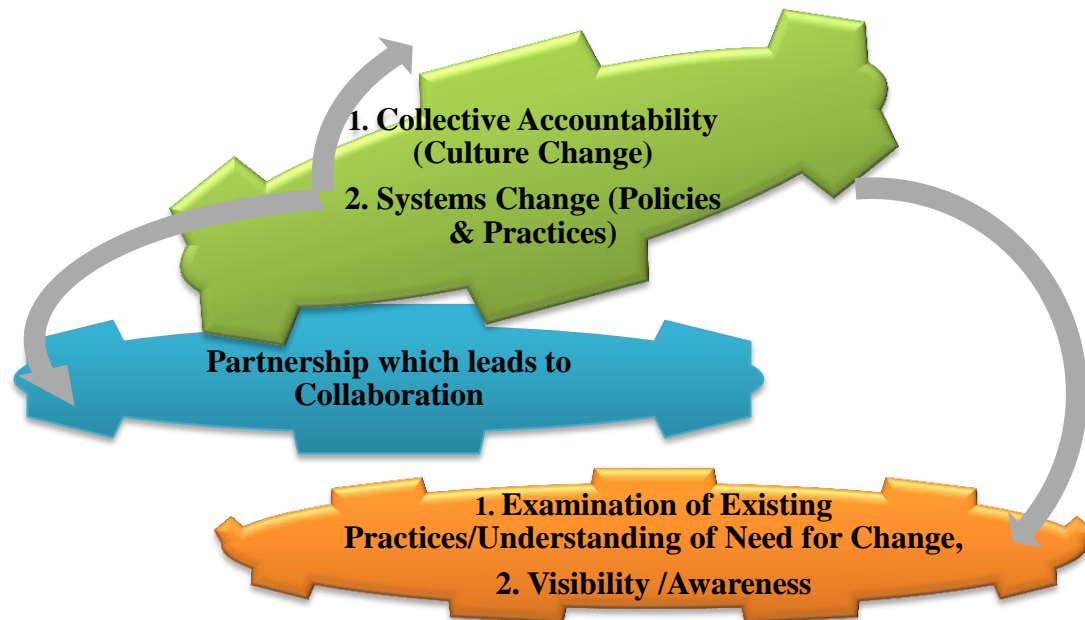 1. Collective Accountability
(Culture Change)
2. Systems Change (Policies
& Practices)
Partnership which leads to
Collaboration
1. Examination of Existing
Practices/Understanding of Need for Change,
2. Visibility /Awareness